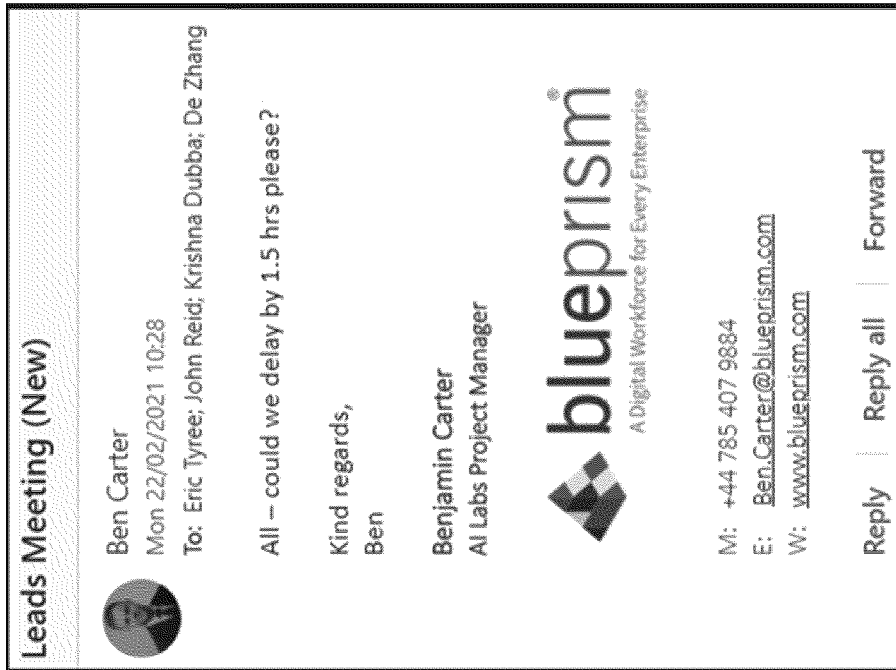 Leads Meeting (New)
Ben Carter
Mon 22/02/2021 10:28
To: Eric Tyree; John Reid; Krishna Dubba; De Zhang
All – could we delay by 1.5 hrs please?
Kind regards,
Ben
Benjamin Carter
AI Labs Project Manager
blueprism®
A Digital Workforce for Every Enterprise
M: +44 785 407 9884
E: Ben.Carter@blueprism.com
W: www.blueprism.com
Reply Reply all Forward